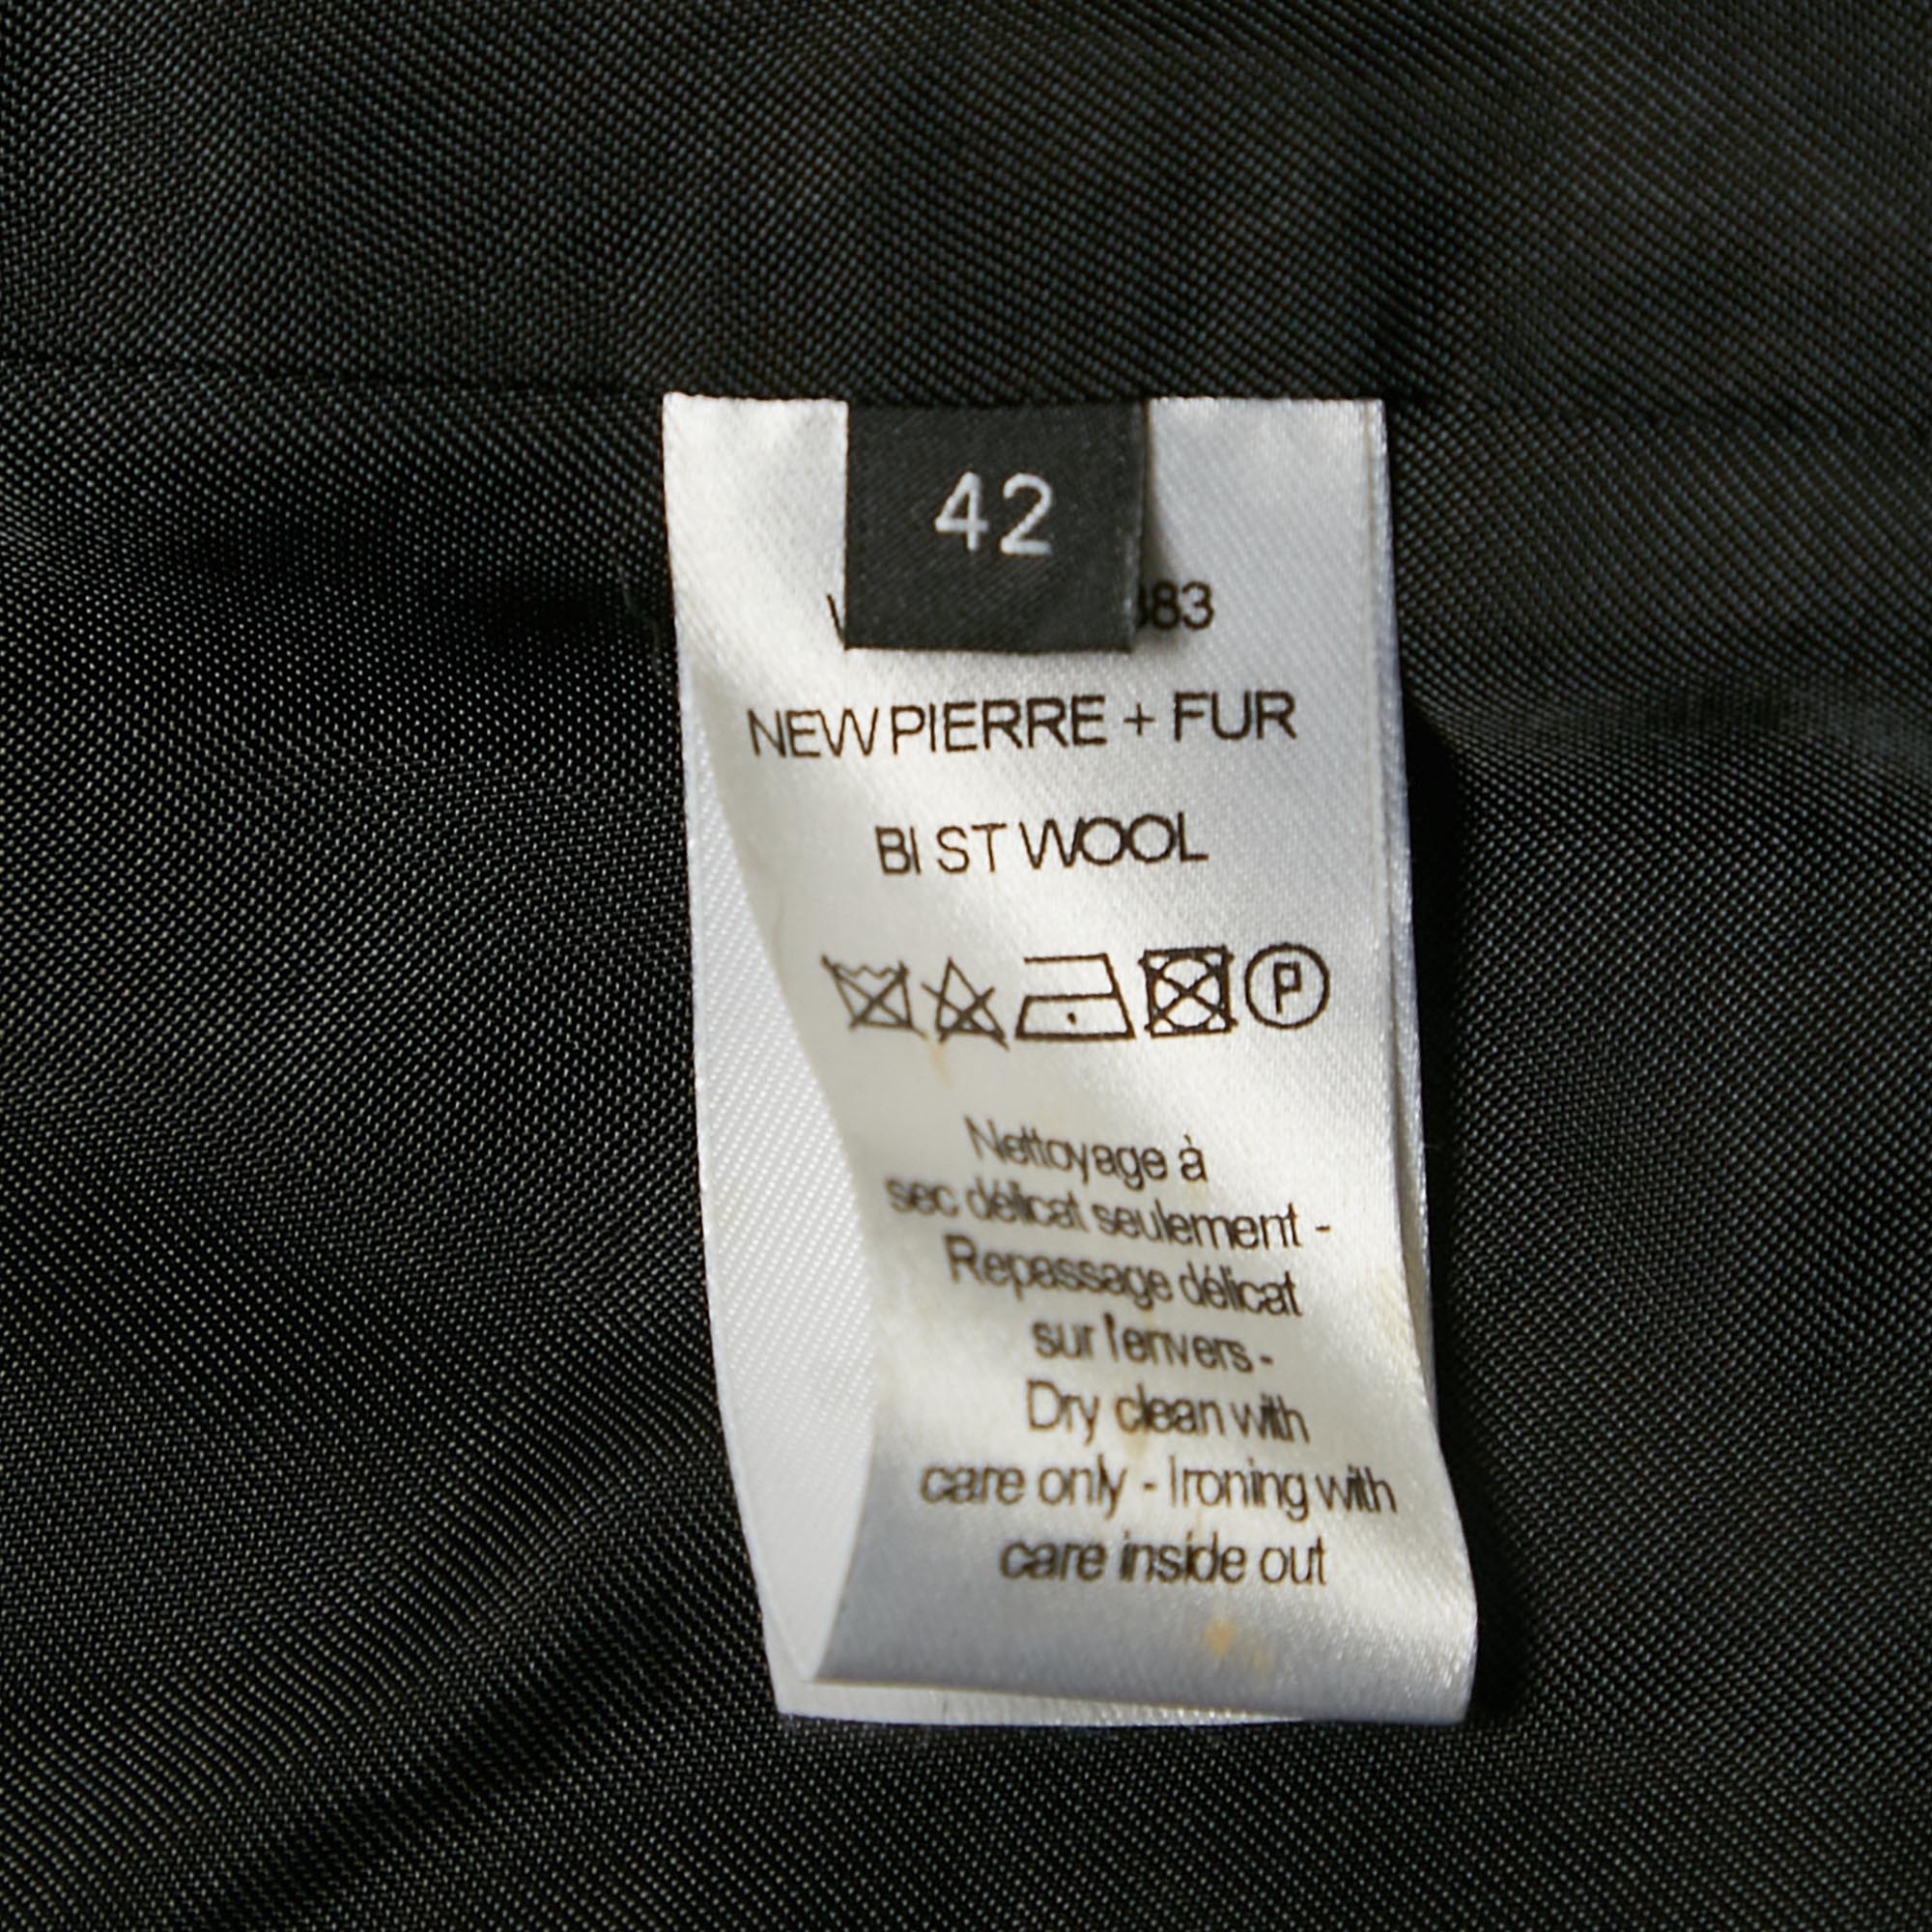 42
83
NEW PIERRE + FUR
BI ST WOOL
P
Nettoyage à
sec délicat seulement -
Repassage délicat
sur l'envers -
Dry clean with
care only - Ironing with
care inside out